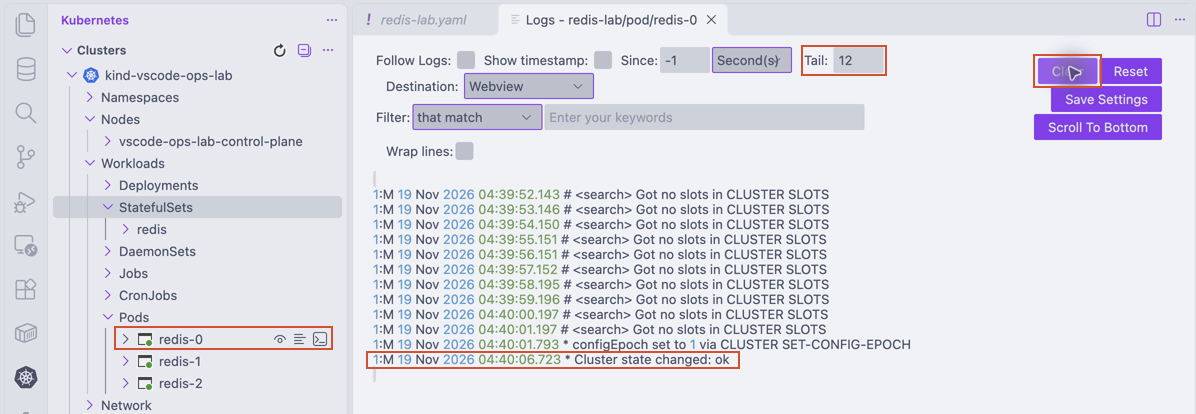 Kubernetes
Clusters
kind-vscode-ops-lab
Namespaces
Nodes
vscode-ops-lab-control-plane
Workloads
Deployments
StatefulSets
redis
DaemonSets
Jobs
CronJobs
Pods
redis-0
redis-1
redis-2
Network
! redis-lab.yaml
Logs - redis-lab/pod/redis-0
Follow Logs: Show timestamp: Since: -1 Second(s) Tail: 12
Destination: Webview
Filter: that match Enter your keywords
Wrap lines:
Reset
Save Settings
Scroll To Bottom
1:M 19 Nov 2026 04:39:52.143 # <search> Got no slots in CLUSTER SLOTS
1:M 19 Nov 2026 04:39:53.146 # <search> Got no slots in CLUSTER SLOTS
1:M 19 Nov 2026 04:39:54.150 # <search> Got no slots in CLUSTER SLOTS
1:M 19 Nov 2026 04:39:55.151 # <search> Got no slots in CLUSTER SLOTS
1:M 19 Nov 2026 04:39:56.151 # <search> Got no slots in CLUSTER SLOTS
1:M 19 Nov 2026 04:39:57.152 # <search> Got no slots in CLUSTER SLOTS
1:M 19 Nov 2026 04:39:58.195 # <search> Got no slots in CLUSTER SLOTS
1:M 19 Nov 2026 04:39:59.196 # <search> Got no slots in CLUSTER SLOTS
1:M 19 Nov 2026 04:40:00.197 # <search> Got no slots in CLUSTER SLOTS
1:M 19 Nov 2026 04:40:01.197 # <search> Got no slots in CLUSTER SLOTS
1:M 19 Nov 2026 04:40:01.793 * configEpoch set to 1 via CLUSTER SET-CONFIG-EPOCH
1:M 19 Nov 2026 04:40:06.723 * Cluster state changed: ok